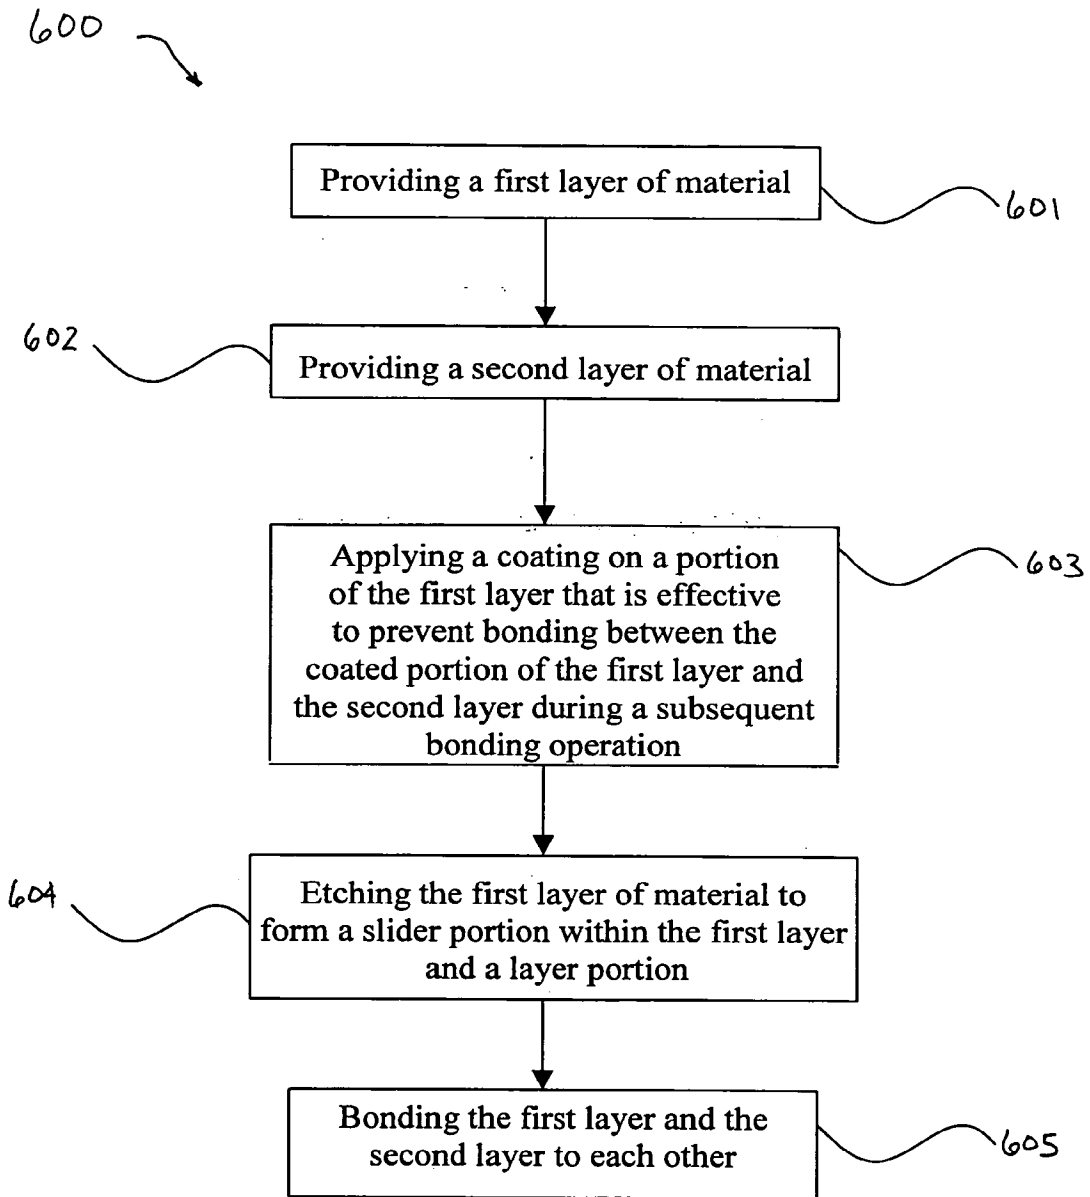 600
Providing a first layer of material
601
602
Providing a second layer of material
Applying a coating on a portion
of the first layer that is effective
to prevent bonding between the
coated portion of the first layer and
the second layer during a subsequent
bonding operation
603
604
Etching the first layer of material to
form a slider portion within the first layer
and a layer portion
Bonding the first layer and the
second layer to each other
605